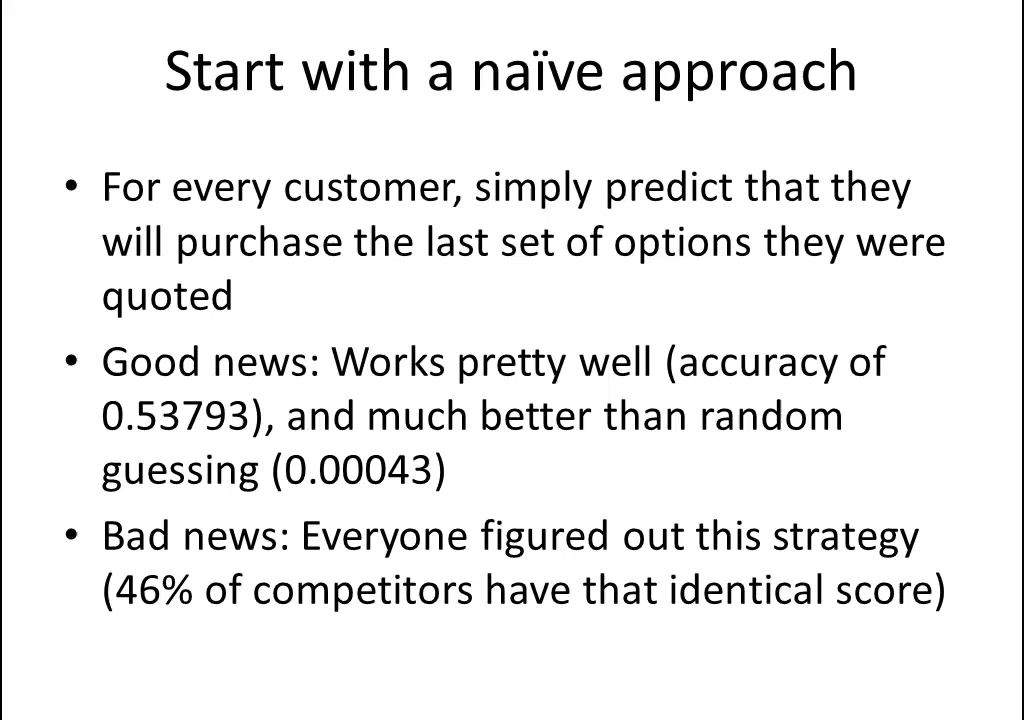 Start with a naïve approach
• For every customer, simply predict that they
will purchase the last set of options they were
quoted
• Good news: Works pretty well (accuracy of
0.53793), and much better than random
guessing (0.00043)
• Bad news: Everyone figured out this strategy
(46% of competitors have that identical score)